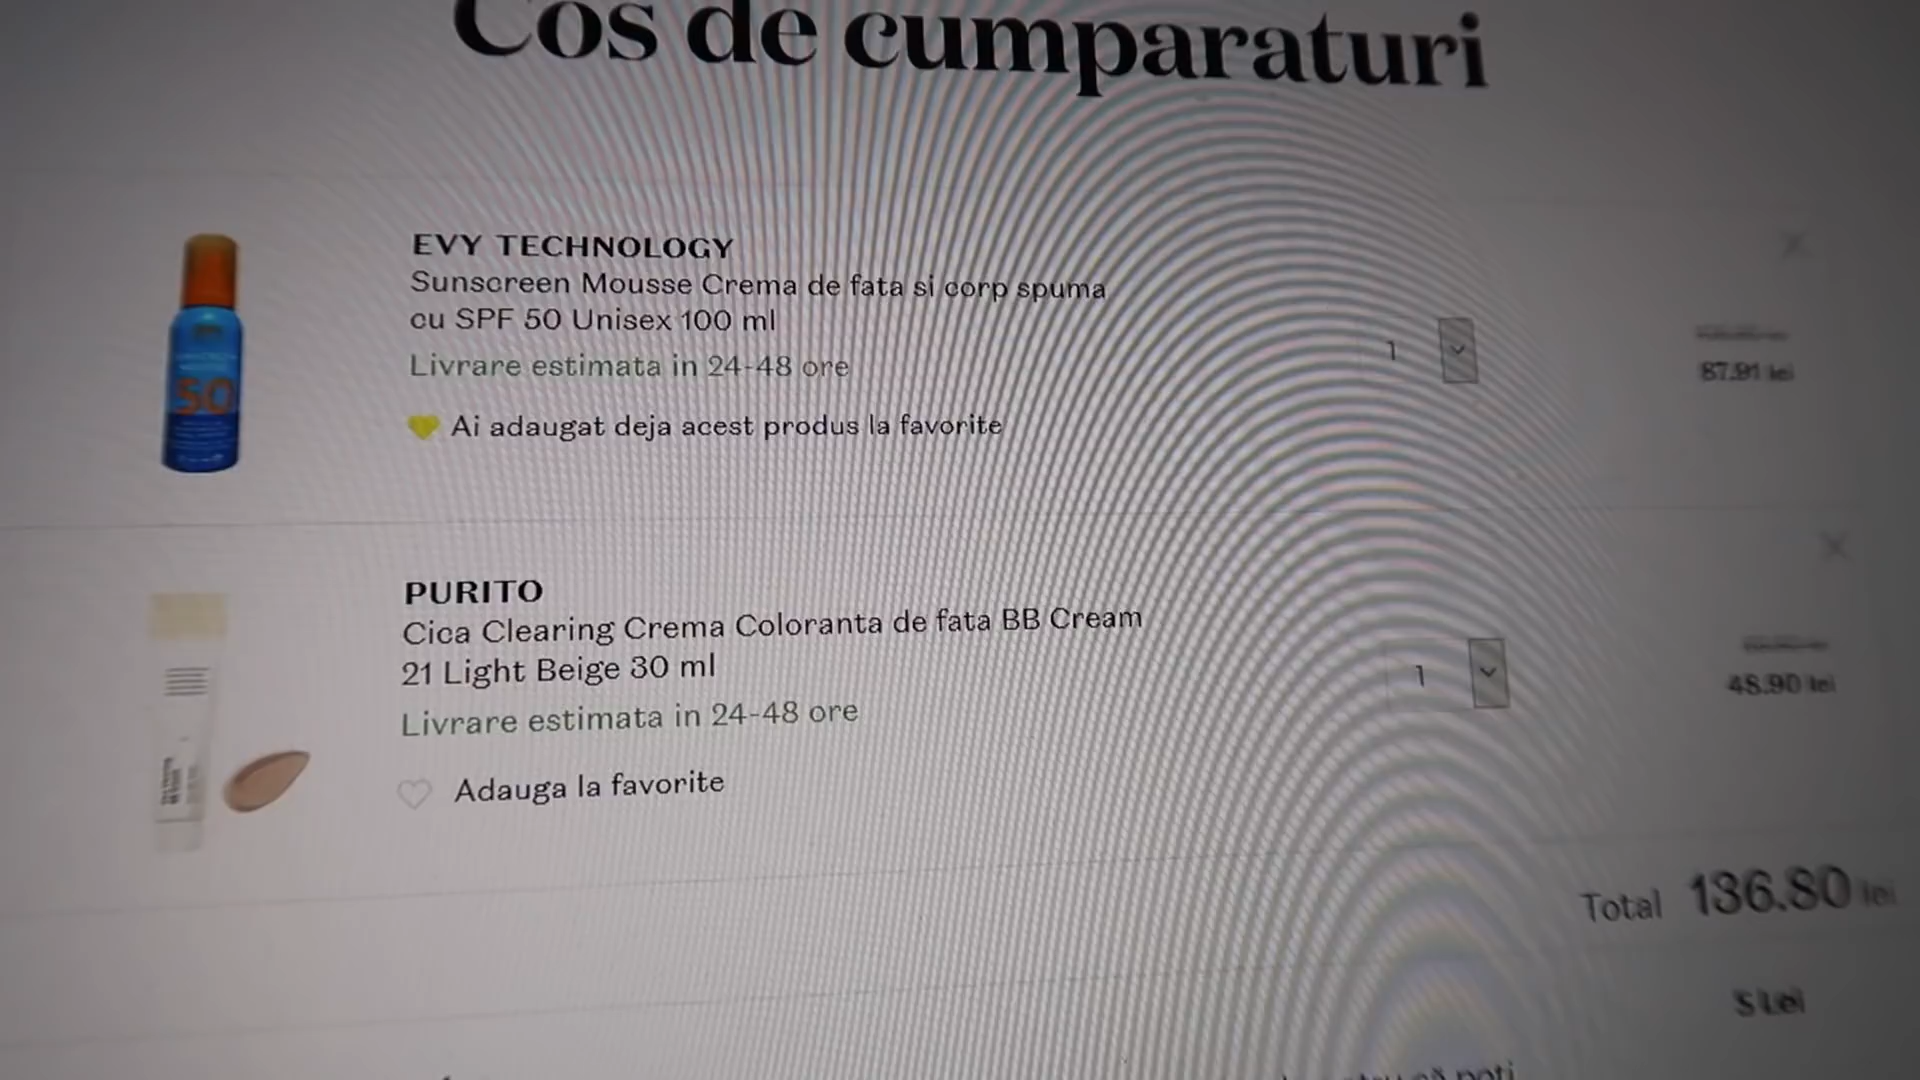 Cos de cumparaturi
EVY TECHNOLOGY
Sunscreen Mousse Crema de fata si corp spuma
cu SPF 50 Unisex 100 ml
Livrare estimata in 24-48 ore
Ai adaugat deja acest produs la favorite
1
87.91 lei
50
PURITO
Cica Clearing Crema Coloranta de fata BB Cream
21 Light Beige 30 ml
Livrare estimata in 24-48 ore
Adauga la favorite
1
48.90 lei
Total 136.80 lei
Lei